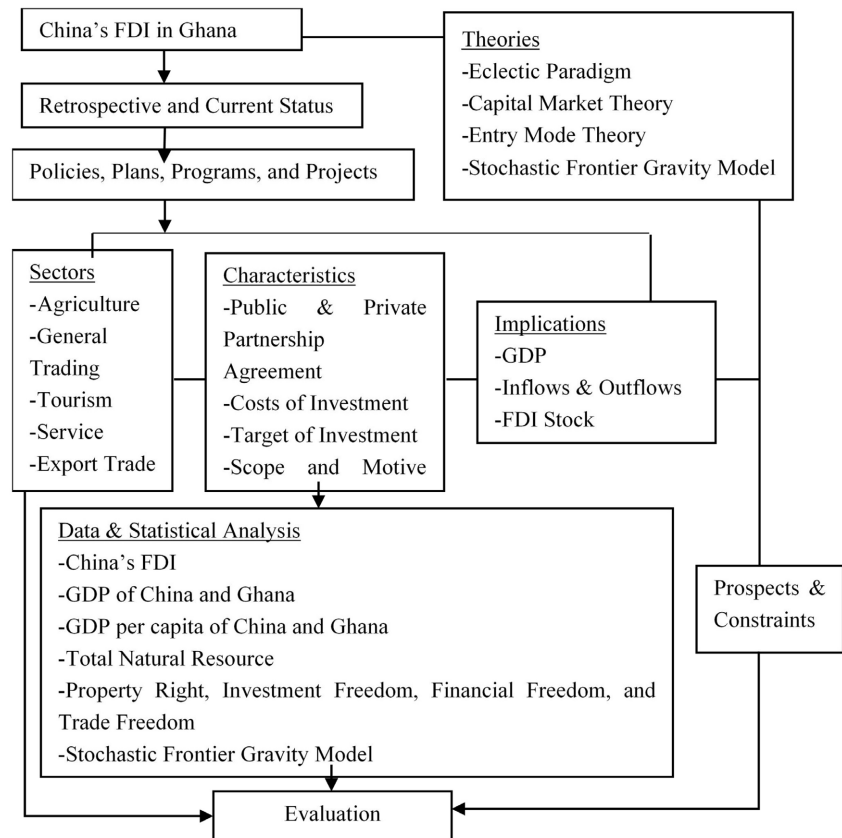 China's FDI in Ghana
Theories
-Eclectic Paradigm
-Capital Market Theory
-Entry Mode Theory
-Stochastic Frontier Gravity Model
Retrospective and Current Status
Policies, Plans, Programs, and Projects
Sectors
-Agriculture
-General
Trading
-Tourism
-Service
-Export Trade
Characteristics
-Public & Private
Partnership
Agreement
-Costs of Investment
-Target of Investment
-Scope and Motive
Implications
-GDP
-Inflows & Outflows
-FDI Stock
Data & Statistical Analysis
-China's FDI
-GDP of China and Ghana
-GDP per capita of China and Ghana
-Total Natural Resource
-Property Right, Investment Freedom, Financial Freedom, and
Trade Freedom
-Stochastic Frontier Gravity Model
Prospects &
Constraints
Evaluation